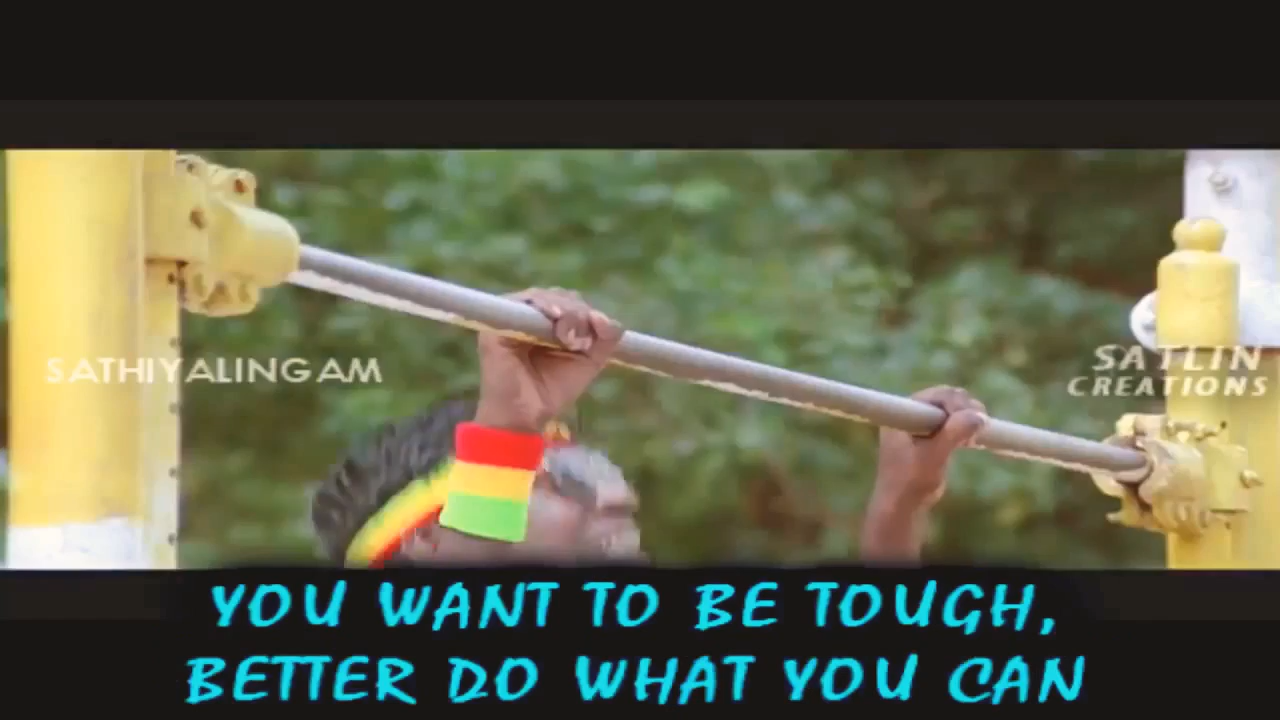 SATHIYALINGAM
SATLIN
CREATIONS
YOU WANT TO BE TOUGH,
BETTER DO WHAT YOU CAN